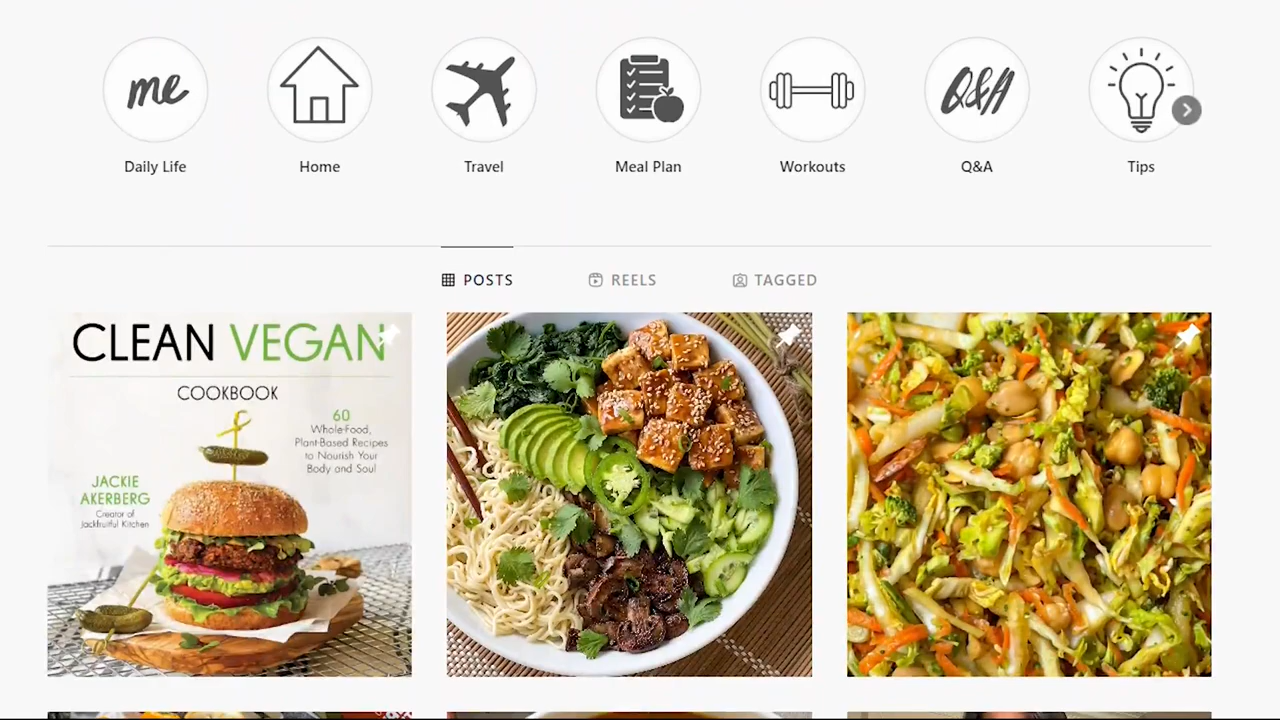 me
Q&A
Daily Life
Home
Travel
Meal Plan
Workouts
Q&A
Tips
POSTS
REELS
TAGGED
CLEAN VEGAN
COOKBOOK
60
Whole-Food,
Plant-Based Recipes
to Nourish Your
Body and Soul
JACKIE
AKERBERG
Creator of
Jackfruitful Kitchen